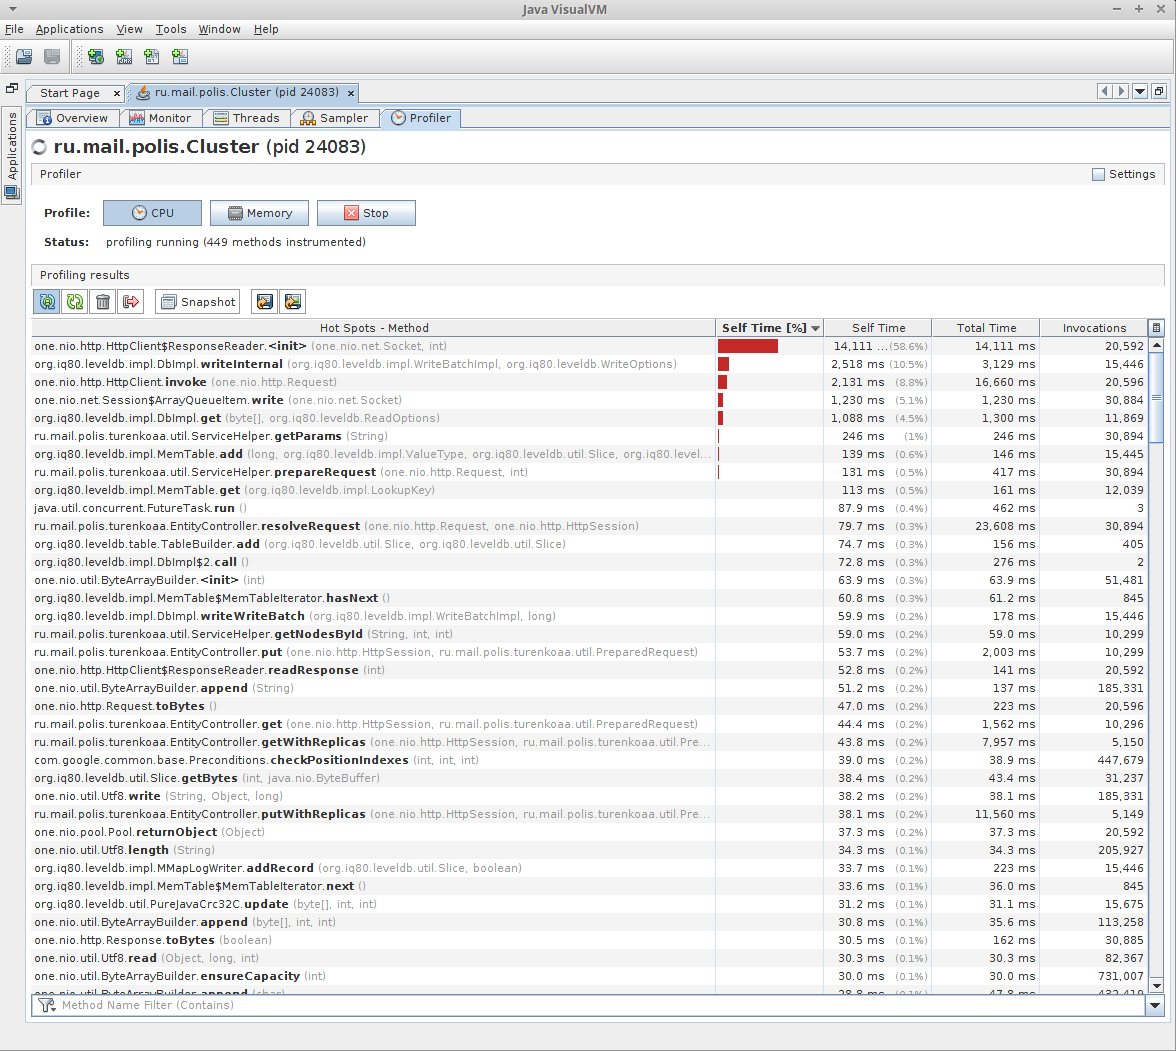 Java VisualVM
File Applications View Tools Window Help
Start Page × ru.mail.polis.Cluster (pid 24083) ×
Applications
Overview Monitor Threads Sampler Profiler
ru.mail.polis.Cluster (pid 24083)
Profiler Settings
Profile: CPU Memory Stop
Status: profiling running (449 methods instrumented)
Profiling results
Snapshot
Hot Spots - Method Self Time [%] Self Time Total Time Invocations
one.nio.http.HttpClient$ResponseReader.<init> (one.nio.net.Socket, int) 14,111 ... (58.6%) 14,111 ms 20,592
org.iq80.leveldb.impl.DbImpl.writeInternal (org.iq80.leveldb.impl.WriteBatchImpl, org.iq80.leveldb.WriteOptions) 2,518 ms (10.5%) 3,129 ms 15,446
one.nio.http.HttpClient.invoke (one.nio.http.Request) 2,131 ms (8.8%) 16,660 ms 20,596
one.nio.net.Session$ArrayQueueItem.write (one.nio.net.Socket) 1,230 ms (5.1%) 1,230 ms 30,884
org.iq80.leveldb.impl.DbImpl.get (byte[], org.iq80.leveldb.ReadOptions) 1,088 ms (4.5%) 1,300 ms 11,869
ru.mail.polis.turenkoaa.util.ServiceHelper.getParams (String) 246 ms (1%) 246 ms 30,894
org.iq80.leveldb.impl.MemTable.add (long, org.iq80.leveldb.impl.ValueType, org.iq80.leveldb.util.Slice, org.iq80.level... 139 ms (0.6%) 146 ms 15,445
ru.mail.polis.turenkoaa.util.ServiceHelper.prepareRequest (one.nio.http.Request, int) 131 ms (0.5%) 417 ms 30,894
org.iq80.leveldb.impl.MemTable.get (org.iq80.leveldb.impl.LookupKey) 113 ms (0.5%) 161 ms 12,039
java.util.concurrent.FutureTask.run () 87.9 ms (0.4%) 462 ms 3
ru.mail.polis.turenkoaa.EntityController.resolveRequest (one.nio.http.Request, one.nio.http.HttpSession) 79.7 ms (0.3%) 23,608 ms 30,894
org.iq80.leveldb.table.TableBuilder.add (org.iq80.leveldb.util.Slice, org.iq80.leveldb.util.Slice) 74.7 ms (0.3%) 156 ms 405
org.iq80.leveldb.impl.DbImpl$2.call () 72.8 ms (0.3%) 276 ms 2
one.nio.util.ByteArrayBuilder.<init> (int) 63.9 ms (0.3%) 63.9 ms 51,481
org.iq80.leveldb.impl.MemTable$MemTableIterator.hasNext () 60.8 ms (0.3%) 61.2 ms 845
org.iq80.leveldb.impl.DbImpl.writeWriteBatch (org.iq80.leveldb.impl.WriteBatchImpl, long) 59.9 ms (0.2%) 178 ms 15,446
ru.mail.polis.turenkoaa.util.ServiceHelper.getNodesById (String, int, int) 59.0 ms (0.2%) 59.0 ms 10,299
ru.mail.polis.turenkoaa.EntityController.put (one.nio.http.HttpSession, ru.mail.polis.turenkoaa.util.PreparedRequest) 53.7 ms (0.2%) 2,003 ms 10,299
one.nio.http.HttpClient$ResponseReader.readResponse (int) 52.8 ms (0.2%) 141 ms 20,592
one.nio.util.ByteArrayBuilder.append (String) 51.2 ms (0.2%) 137 ms 185,331
one.nio.http.Request.toBytes () 47.0 ms (0.2%) 223 ms 20,596
ru.mail.polis.turenkoaa.EntityController.get (one.nio.http.HttpSession, ru.mail.polis.turenkoaa.util.PreparedRequest) 44.4 ms (0.2%) 1,562 ms 10,296
ru.mail.polis.turenkoaa.EntityController.getWithReplicas (one.nio.http.HttpSession, ru.mail.polis.turenkoaa.util.Pre... 43.8 ms (0.2%) 7,957 ms 5,150
com.google.common.base.Preconditions.checkPositionIndexes (int, int, int) 39.0 ms (0.2%) 38.9 ms 447,679
org.iq80.leveldb.util.Slice.getBytes (int, java.nio.ByteBuffer) 38.4 ms (0.2%) 43.4 ms 31,237
one.nio.util.Utf8.write (String, Object, long) 38.2 ms (0.2%) 38.1 ms 185,331
ru.mail.polis.turenkoaa.EntityController.putWithReplicas (one.nio.http.HttpSession, ru.mail.polis.turenkoaa.util.Pre... 38.1 ms (0.2%) 11,560 ms 5,149
one.nio.pool.Pool.returnObject (Object) 37.3 ms (0.2%) 37.3 ms 20,592
one.nio.util.Utf8.length (String) 34.3 ms (0.1%) 34.3 ms 205,927
org.iq80.leveldb.impl.MMapLogWriter.addRecord (org.iq80.leveldb.util.Slice, boolean) 33.7 ms (0.1%) 223 ms 15,446
org.iq80.leveldb.impl.MemTable$MemTableIterator.next () 33.6 ms (0.1%) 36.0 ms 845
org.iq80.leveldb.util.PureJavaCrc32C.update (byte[], int, int) 31.2 ms (0.1%) 31.1 ms 15,675
one.nio.util.ByteArrayBuilder.append (byte[], int, int) 30.8 ms (0.1%) 35.6 ms 113,258
one.nio.http.Response.toBytes (boolean) 30.5 ms (0.1%) 162 ms 30,885
one.nio.util.Utf8.read (Object, long, int) 30.3 ms (0.1%) 30.3 ms 82,367
one.nio.util.ByteArrayBuilder.ensureCapacity (int) 30.0 ms (0.1%) 30.0 ms 731,007
one.nio.util.ByteArrayBuilder.append (char) 28.8 ms (0.1%) 47.8 ms 432,419
Method Name Filter (Contains)